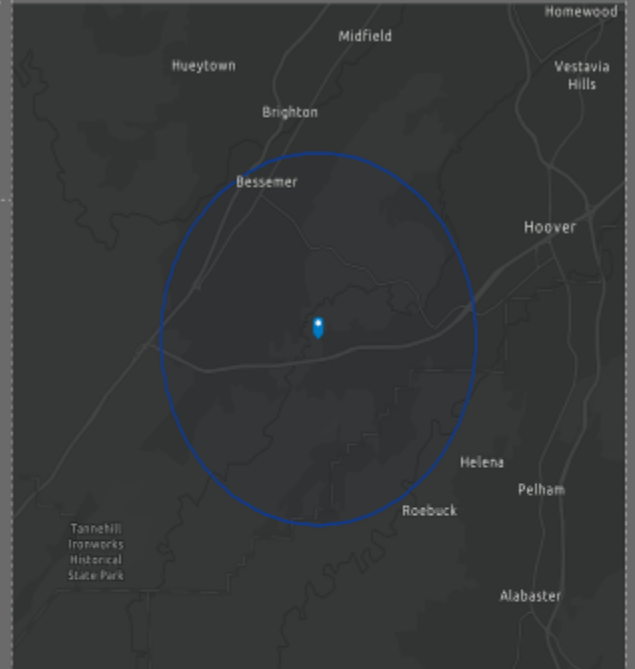 Homewood
Midfield
Hueytown
Vestavia
Hills
Brighton
Bessemer
Hoover
Helena
Pelham
Roebuck
Tannehill
Ironworks
Historical
State Park
Alabaster